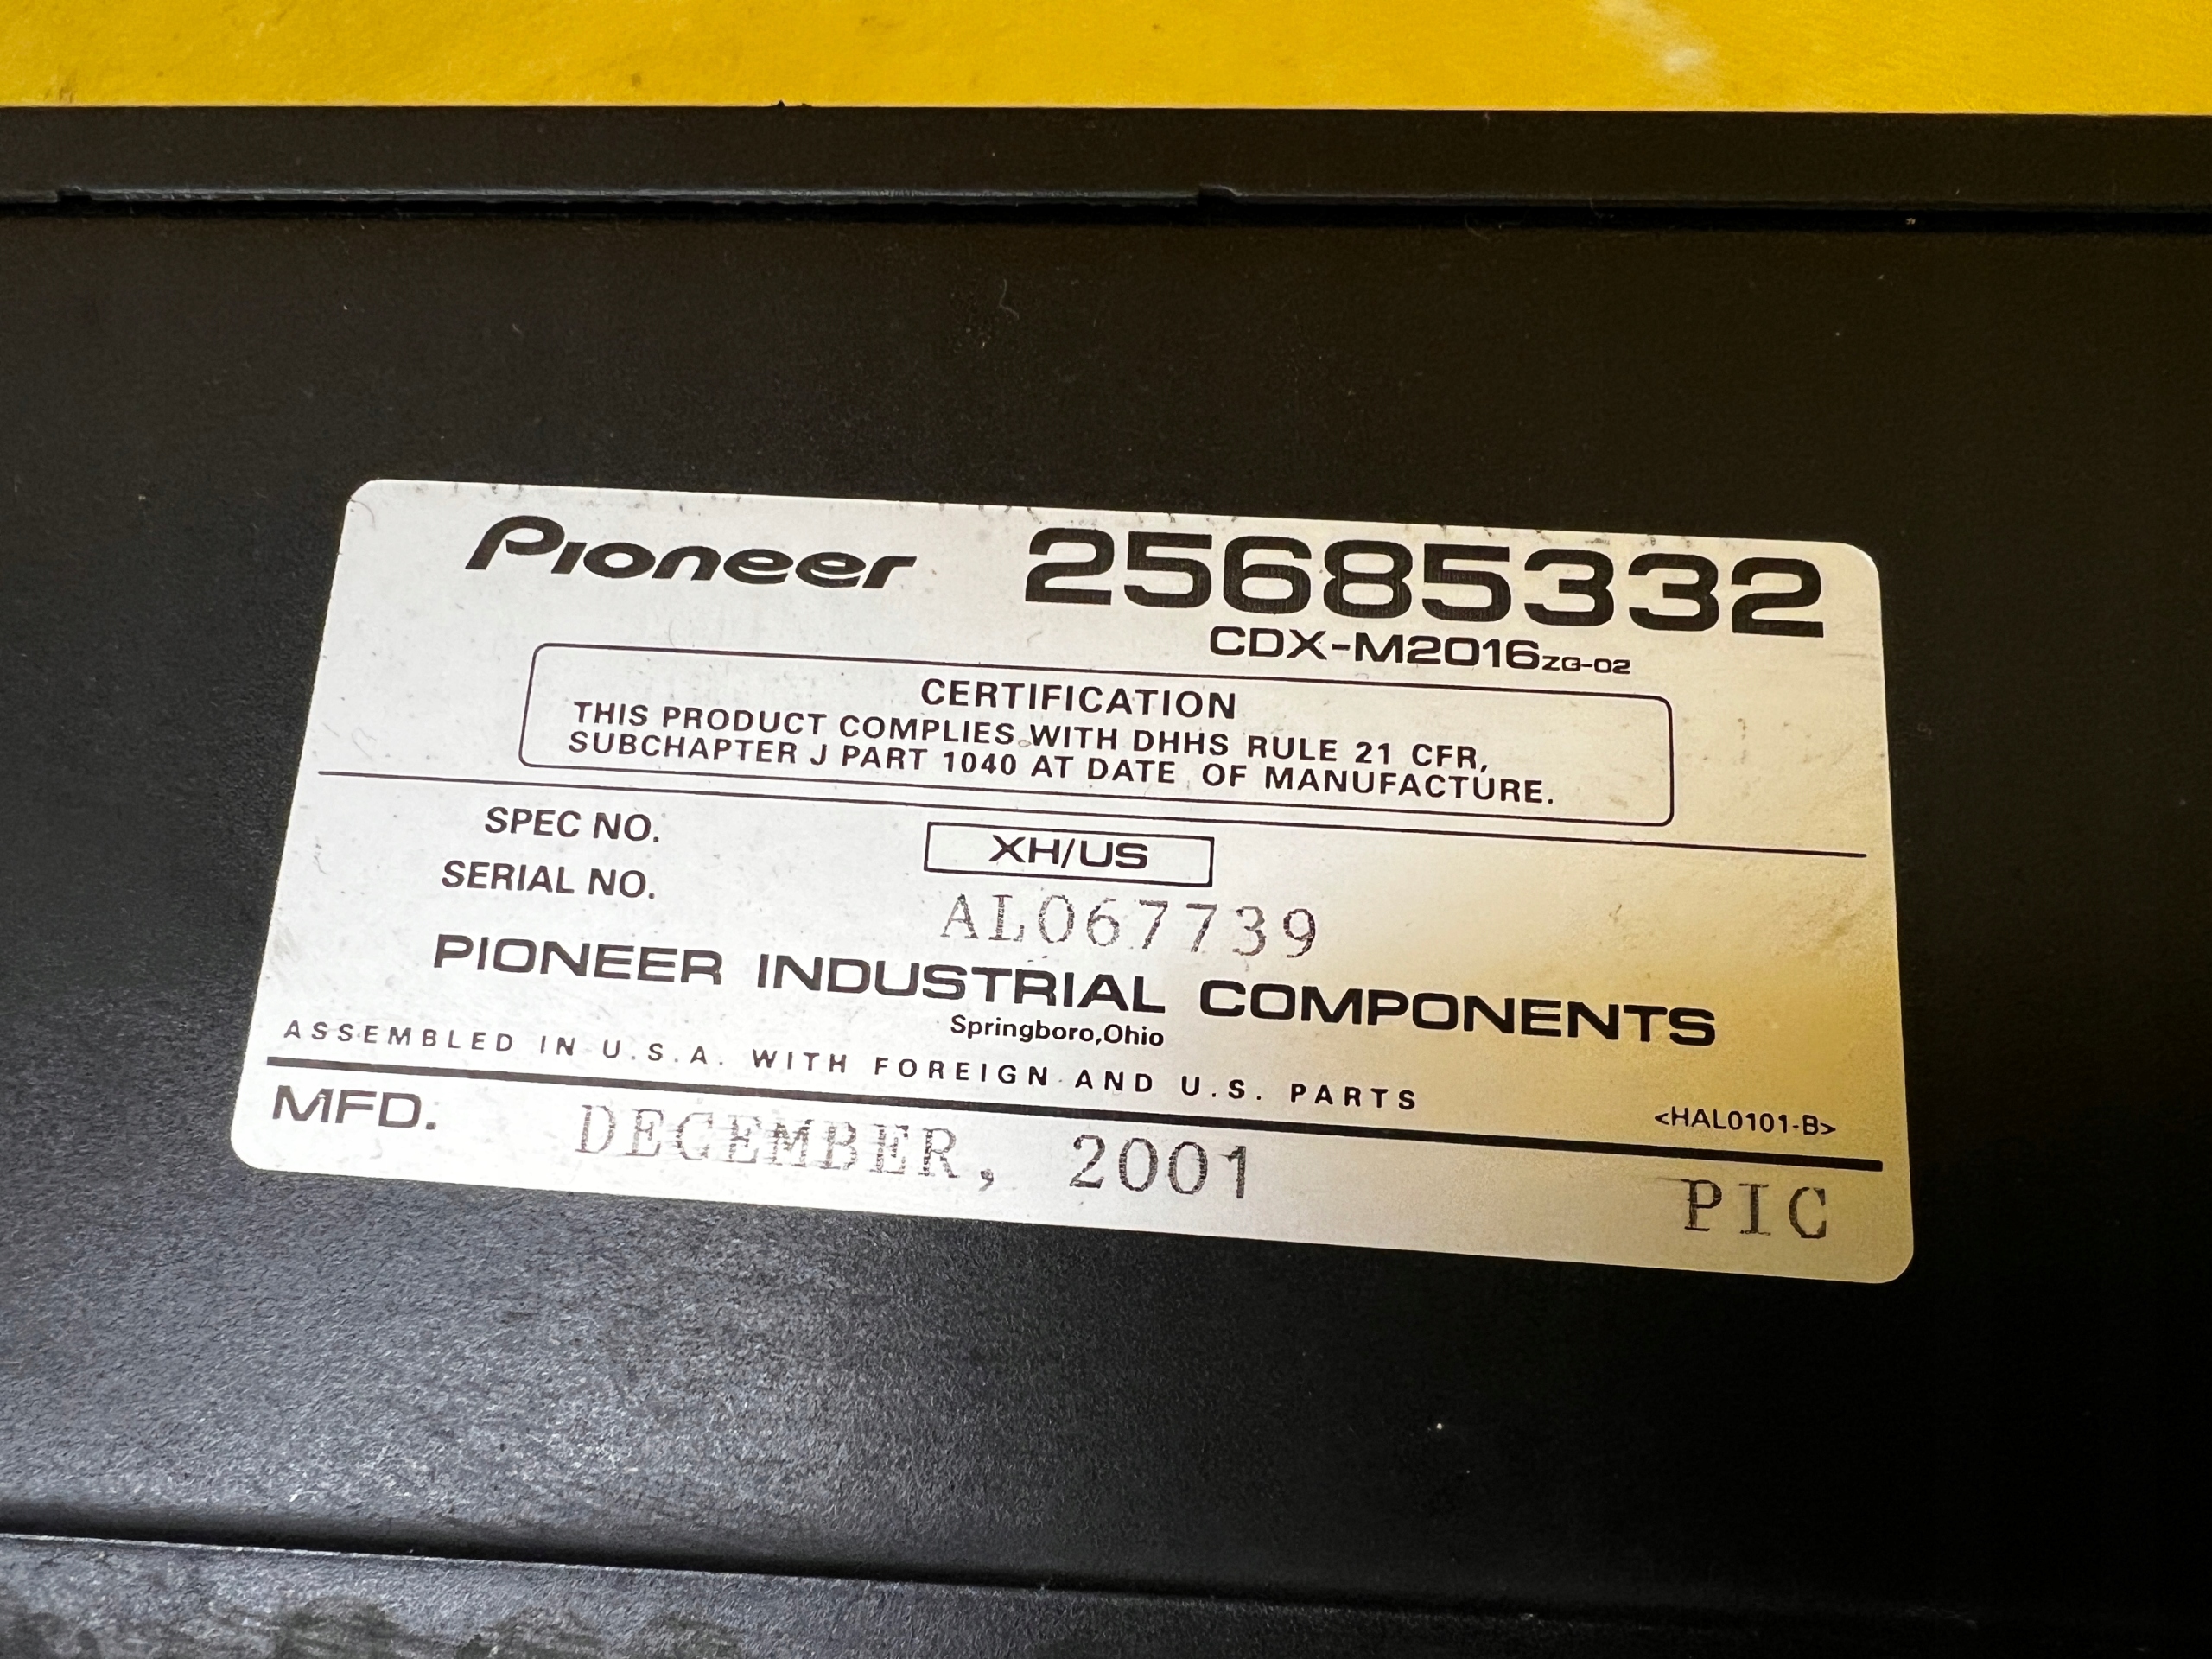 Pioneer 25685332
CDX-M2016ZG-02
CERTIFICATION
THIS PRODUCT COMPLIES WITH DHHS RULE 21 CFR,
SUBCHAPTER J PART 1040 AT DATE OF MANUFACTURE.
SPEC NO. XH/US
SERIAL NO. AL067739
PIONEER INDUSTRIAL COMPONENTS
Springboro,Ohio
ASSEMBLED IN U.S.A. WITH FOREIGN AND U.S. PARTS
<HAL0101-B>
MFD. DECEMBER, 2001 PIC